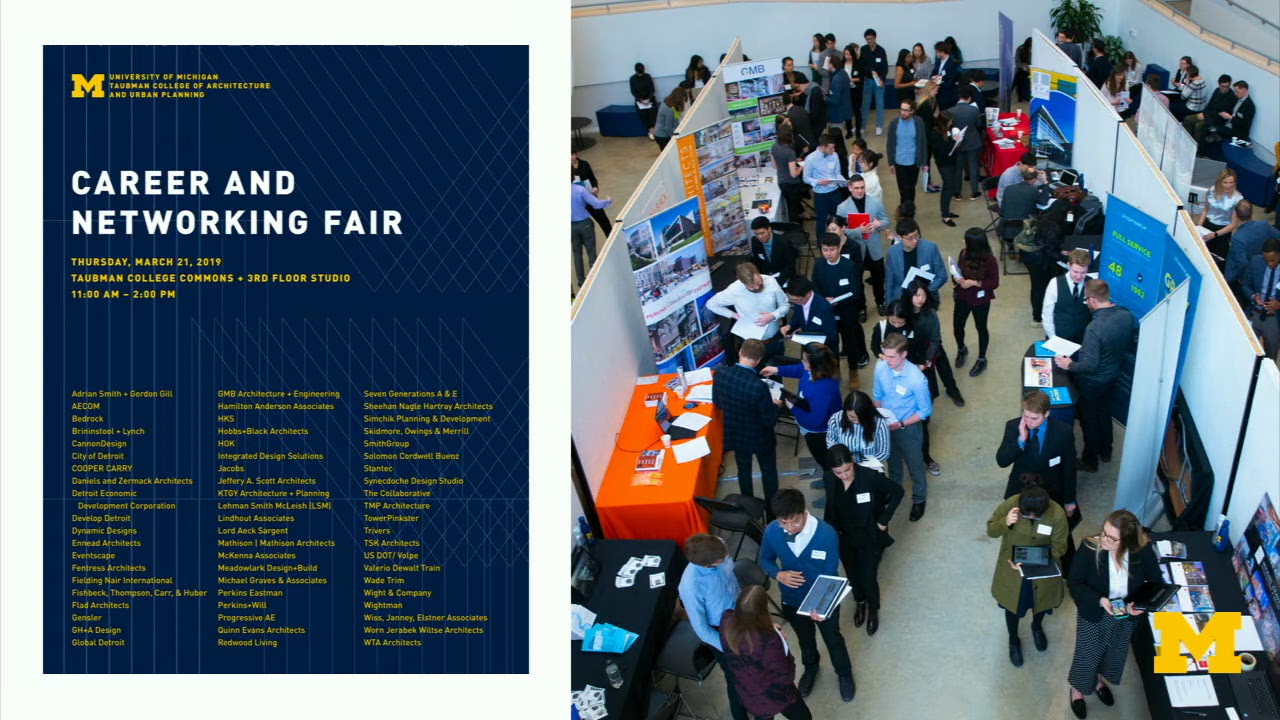 M UNIVERSITY OF MICHIGAN
TAUBMAN COLLEGE OF ARCHITECTURE
AND URBAN PLANNING
CAREER AND
NETWORKING FAIR
THURSDAY, MARCH 21, 2019
TAUBMAN COLLEGE COMMONS + 3RD FLOOR STUDIO
11:00 AM – 2:00 PM
Adrian Smith + Gordon Gill
AECOM
Bedrock
Brininstool + Lynch
CannonDesign
City of Detroit
COOPER CARRY
Daniels and Zermack Architects
Detroit Economic
Development Corporation
Develop Detroit
Dynamic Designs
Ennead Architects
Eventscape
Fentress Architects
Fielding Nair International
Fishbeck, Thompson, Carr, & Huber
Flad Architects
Gensler
GH+A Design
Global Detroit
GMB Architecture + Engineering
Hamilton Anderson Associates
HKS
Hobbs+Black Architects
HOK
Integrated Design Solutions
Jacobs
Jeffery A. Scott Architects
KTGY Architecture + Planning
Lehman Smith McLeish (LSM)
Lindhout Associates
Lord Aeck Sargent
Mathison | Mathison Architects
McKenna Associates
Meadowlark Design+Build
Michael Graves & Associates
Perkins Eastman
Perkins+Will
Progressive AE
Quinn Evans Architects
Redwood Living
Seven Generations A & E
Sheehan Nagle Hartray Architects
Simchik Planning & Development
Skidmore, Owings & Merrill
SmithGroup
Solomon Cordwell Buenz
Stantec
Synecdoche Design Studio
The Collaborative
TMP Architecture
TowerPinkster
Trivers
TSK Architects
US DOT/ Volpe
Valerio Dewalt Train
Wade Trim
Wight & Company
Wightman
Wiss, Janney, Elstner Associates
Worn Jerabek Wiltse Architects
WTA Architects
GMB
FULL SERVICE
48
1962
M